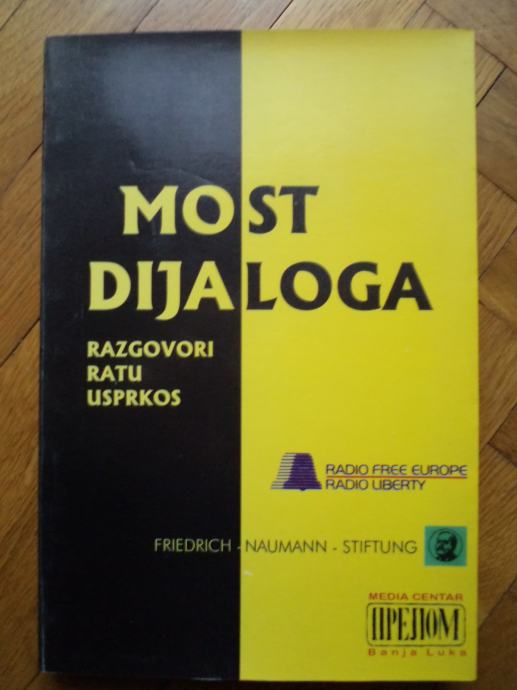 MOST
DIJALOGA
RAZGOVORI
RATU
USPRKOS
RADIO FREE EUROPE
RADIO LIBERTY
FRIEDRICH - NAUMANN - STIFTUNG
MEDIA CENTAR
ПРЕЛОМ
Banja Luka